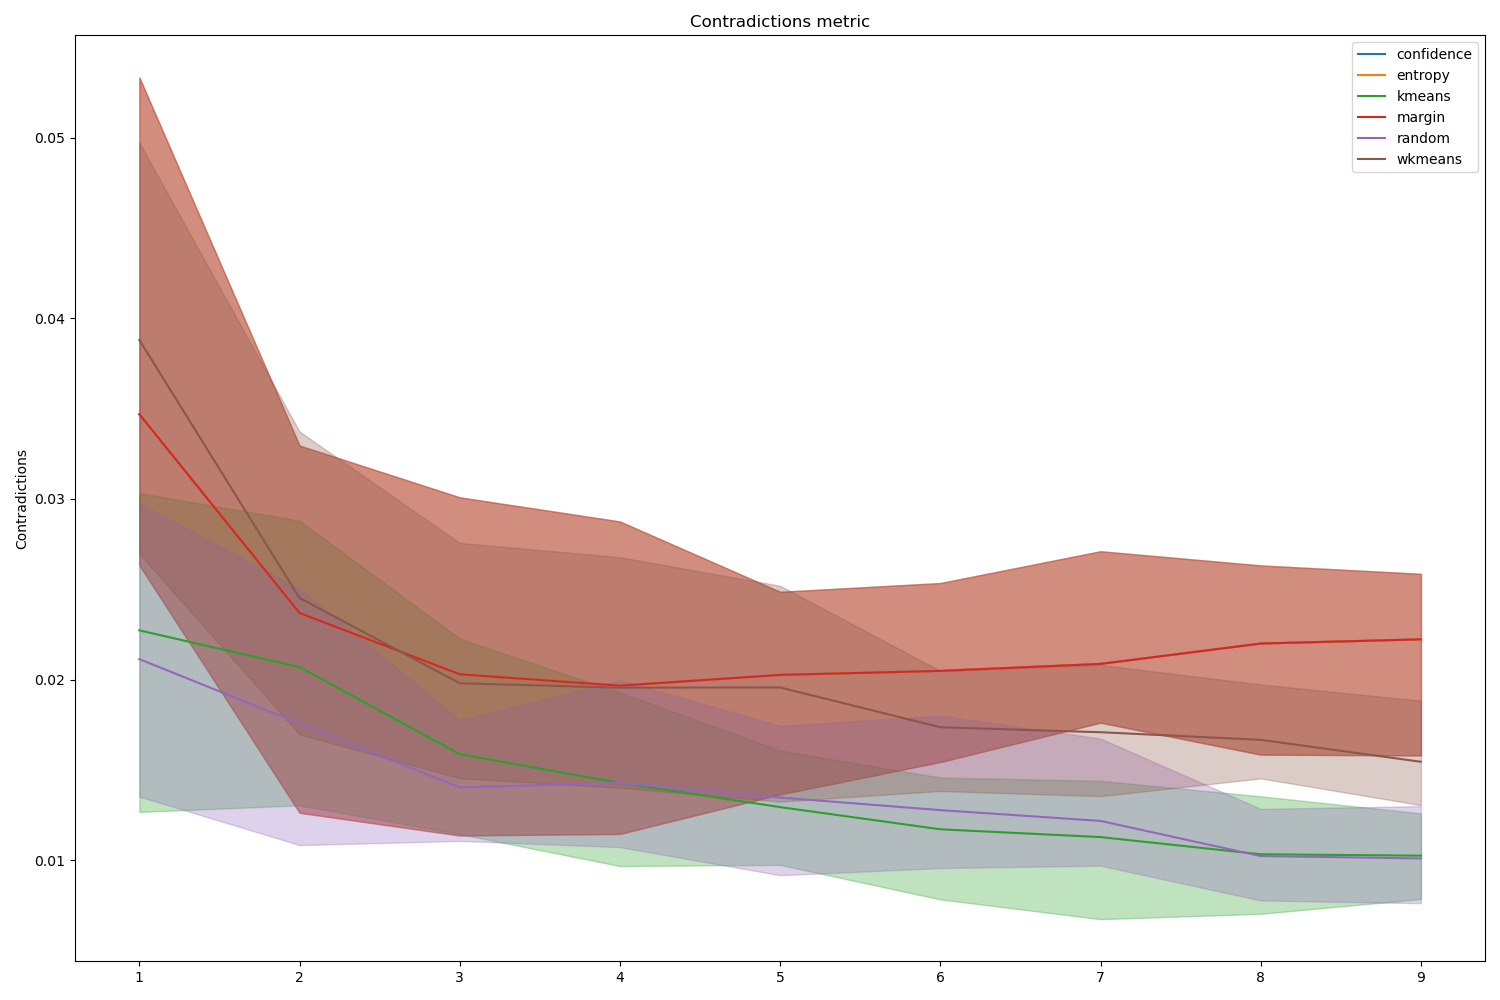 Contradictions metric
confidence
entropy
kmeans
margin
random
wkmeans
Contradictions
0.05
0.04
0.03
0.02
0.01
1 2 3 4 5 6 7 8 9